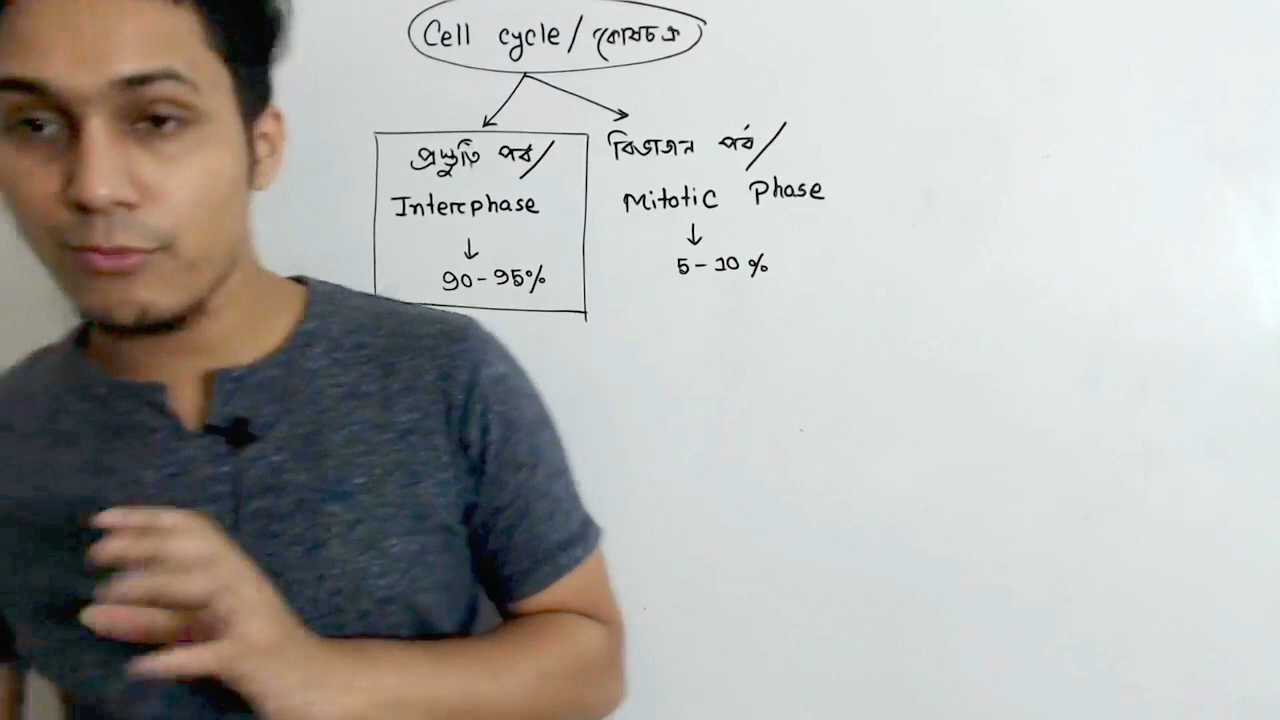 Cell cycle / কোষচক্র
প্রস্তুতি পর্ব/
Interphase
↓
90-95%
বিভাজন পর্ব/
Mitotic Phase
↓
5-10%